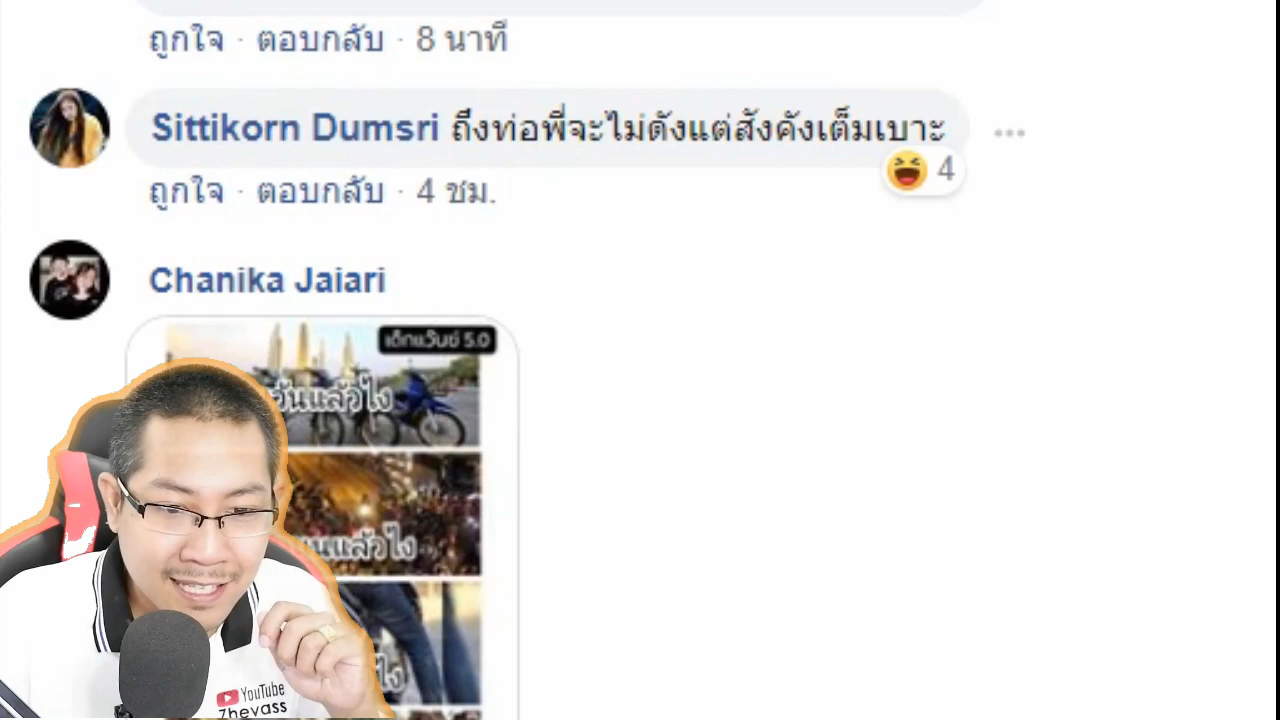 ถูกใจ · ตอบกลับ · 8 นาที
Sittikorn Dumsri ถึงท่อพี่จะไม่ดังแต่สังคังเต็มเบาะ
4
ถูกใจ · ตอบกลับ · 4 ชม.
Chanika Jaiari
เด็กแว๊นซ์ 5.0
แล้วไง
แล้วไง
YouTube
Zhevass